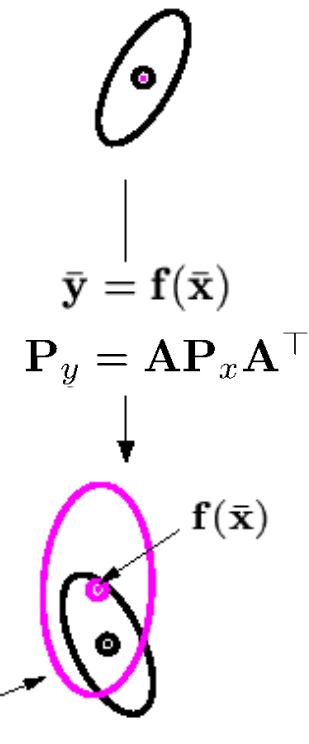 ȳ = f(x̄)
P_y = AP_xA^⊤
f(x̄)